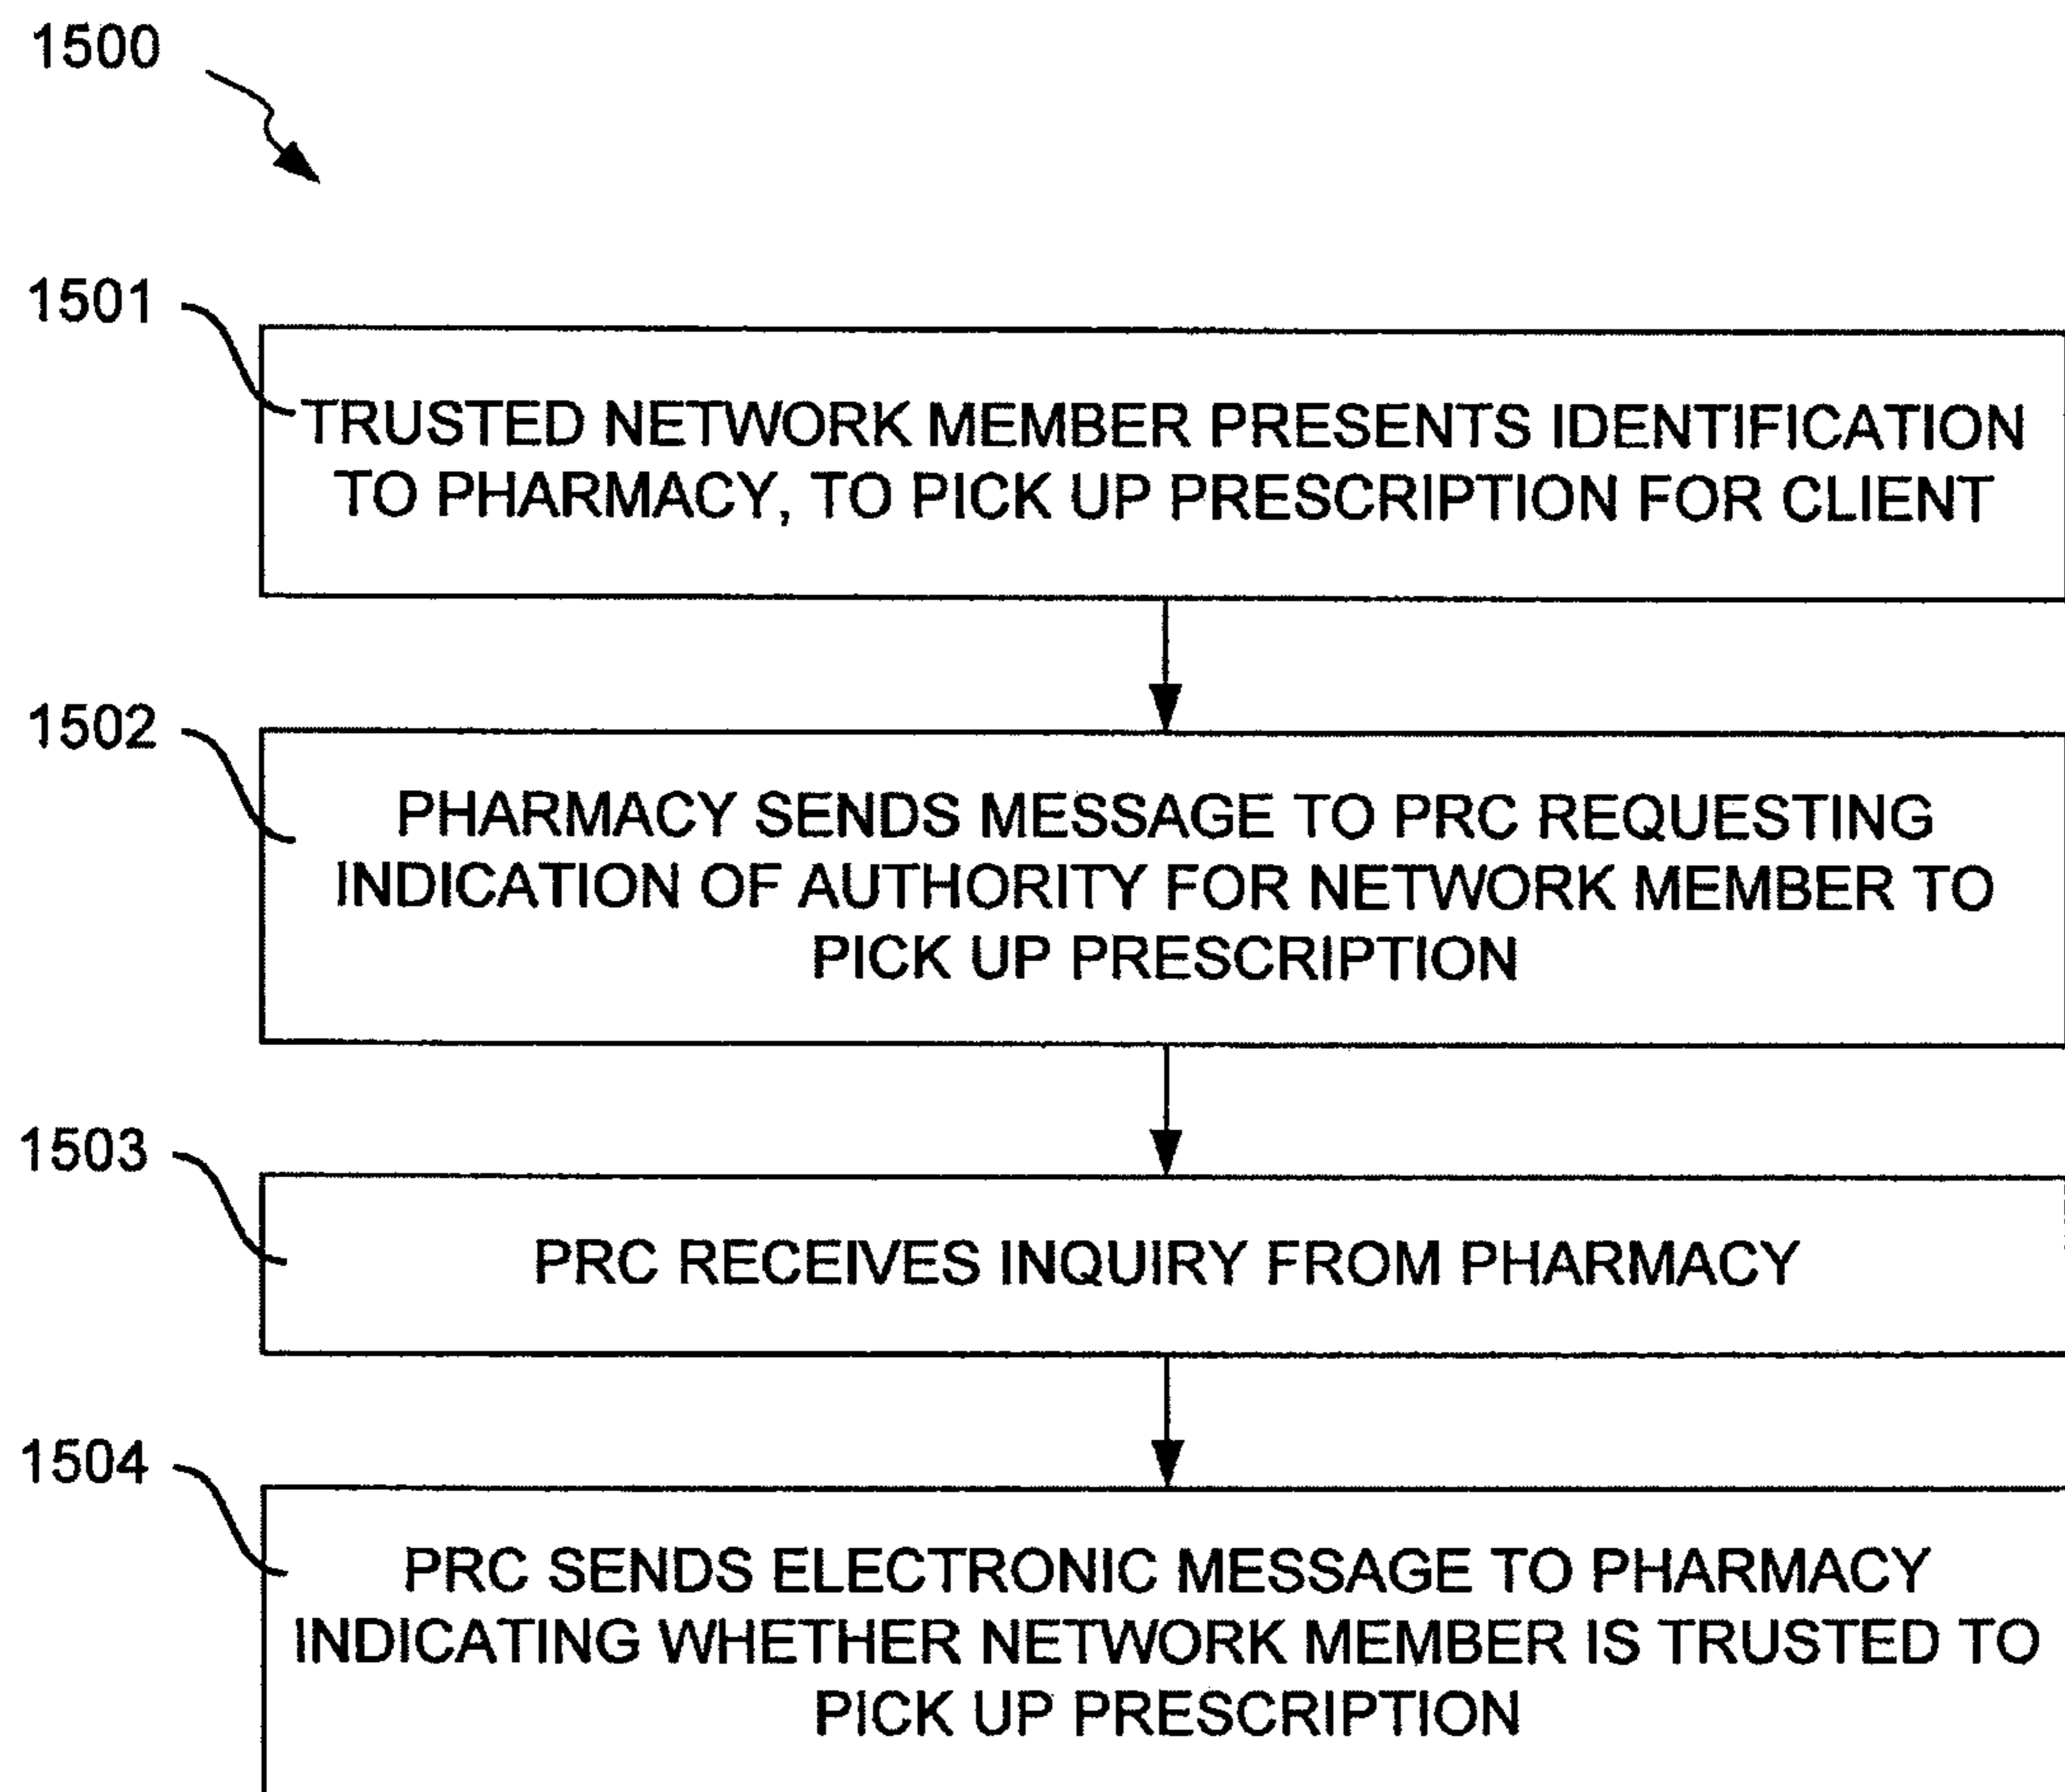 1500
1501
TRUSTED NETWORK MEMBER PRESENTS IDENTIFICATION
TO PHARMACY, TO PICK UP PRESCRIPTION FOR CLIENT
1502
PHARMACY SENDS MESSAGE TO PRC REQUESTING
INDICATION OF AUTHORITY FOR NETWORK MEMBER TO
PICK UP PRESCRIPTION
1503
PRC RECEIVES INQUIRY FROM PHARMACY
1504
PRC SENDS ELECTRONIC MESSAGE TO PHARMACY
INDICATING WHETHER NETWORK MEMBER IS TRUSTED TO
PICK UP PRESCRIPTION